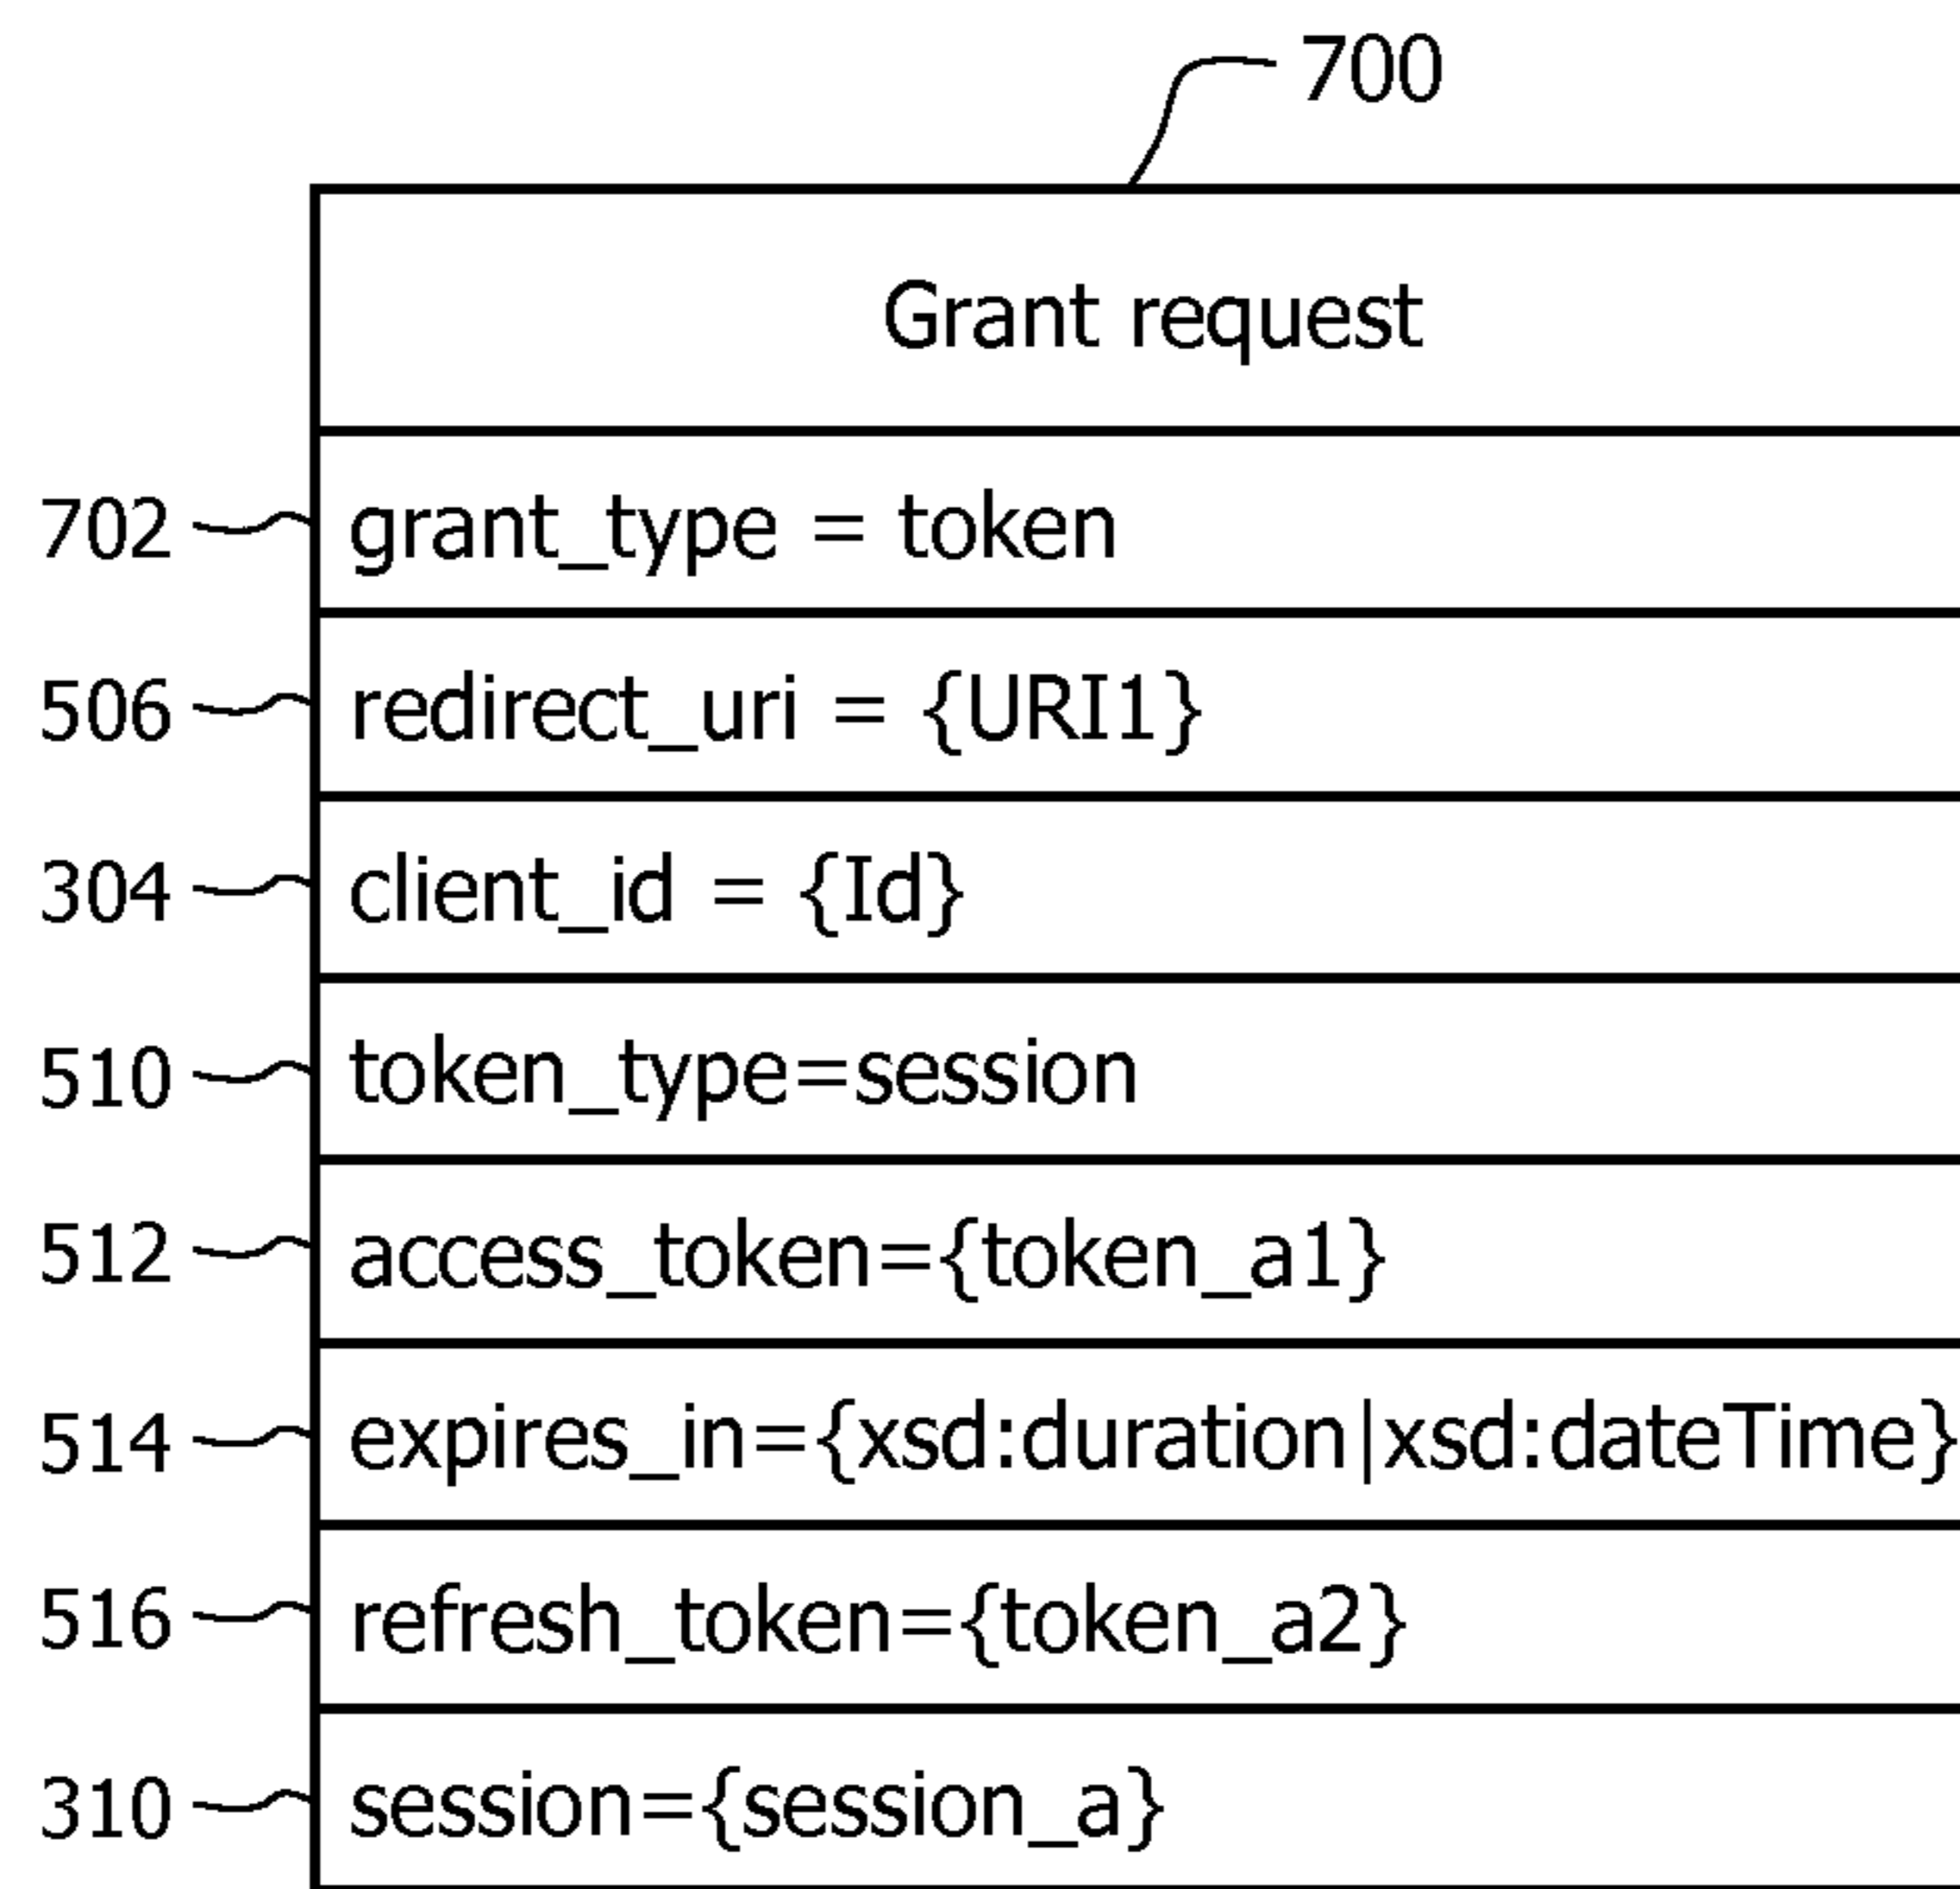 700
Grant request
702 grant_type = token
506 redirect_uri = {URI1}
304 client_id = {Id}
510 token_type=session
512 access_token={token_a1}
514 expires_in={xsd:duration|xsd:dateTime}
516 refresh_token={token_a2}
310 session={session_a}